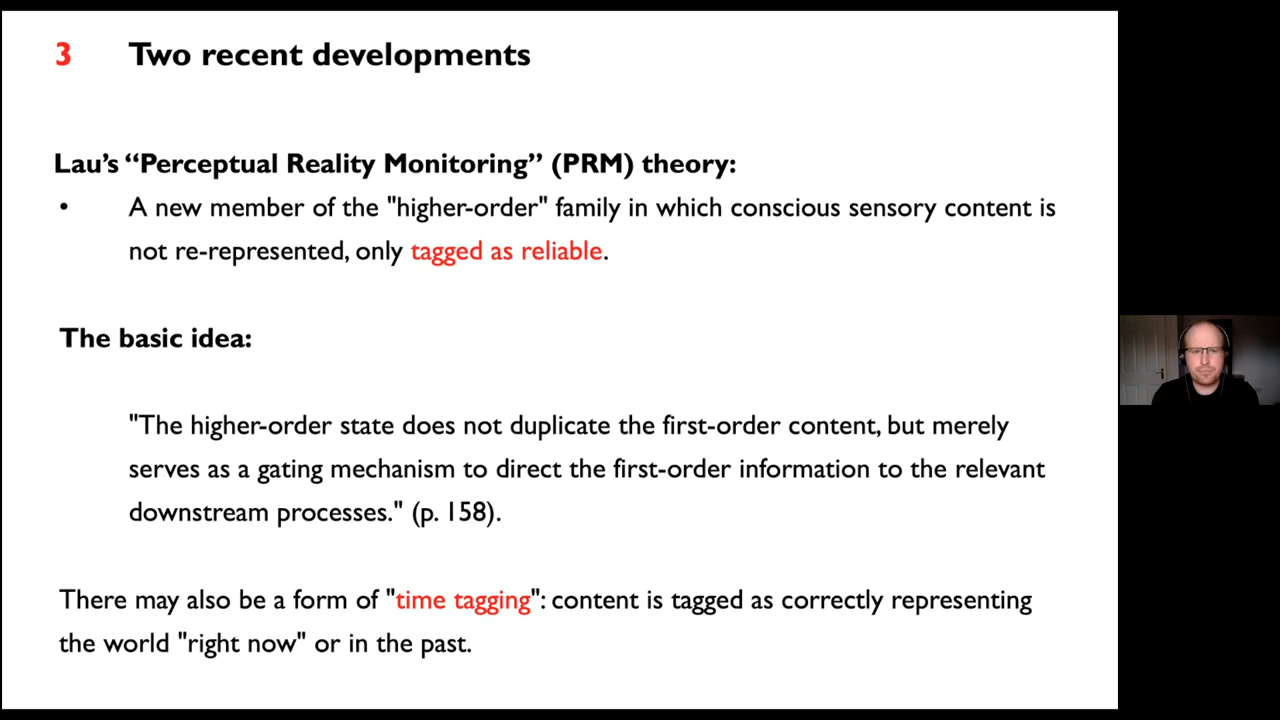 3 Two recent developments
Lau's “Perceptual Reality Monitoring” (PRM) theory:
• A new member of the "higher-order" family in which conscious sensory content is
not re-represented, only tagged as reliable.
The basic idea:
"The higher-order state does not duplicate the first-order content, but merely
serves as a gating mechanism to direct the first-order information to the relevant
downstream processes." (p. 158).
There may also be a form of "time tagging": content is tagged as correctly representing
the world "right now" or in the past.